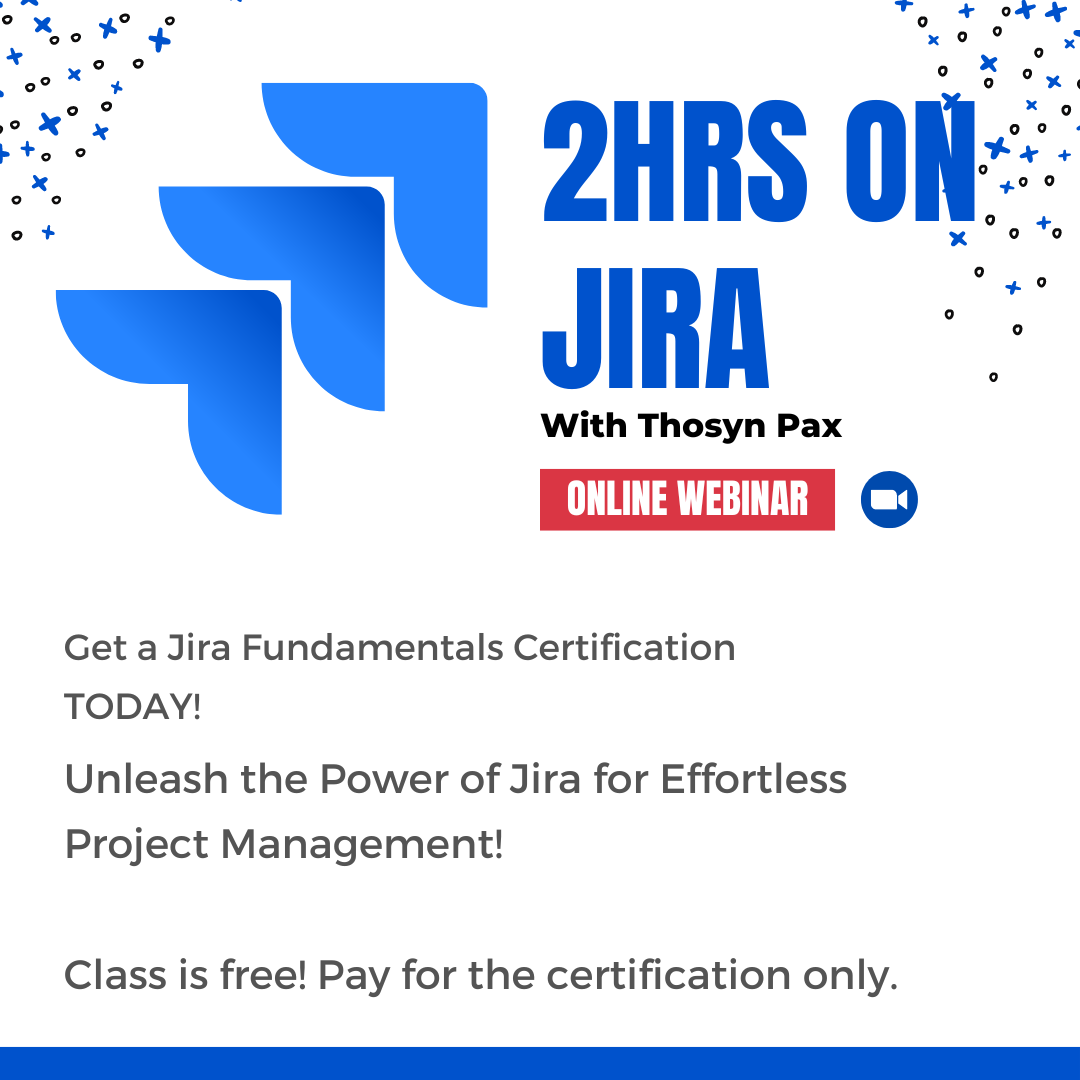 2HRS ON
JIRA
With Thosyn Pax
ONLINE WEBINAR
Get a Jira Fundamentals Certification
TODAY!
Unleash the Power of Jira for Effortless
Project Management!
Class is free! Pay for the certification only.